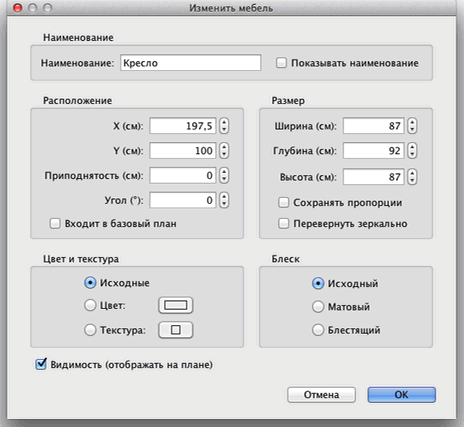 Изменить мебель
Наименование
Наименование: Кресло Показывать наименование
Расположение
X (см): 197,5
Y (см): 100
Приподнятость (см): 0
Угол (°): 0
Входит в базовый план
Размер
Ширина (см): 87
Глубина (см): 92
Высота (см): 87
Сохранять пропорции
Перевернуть зеркально
Цвет и текстура
Исходные
Цвет:
Текстура:
Блеск
Исходный
Матовый
Блестящий
Видимость (отображать на плане)
Отмена OK